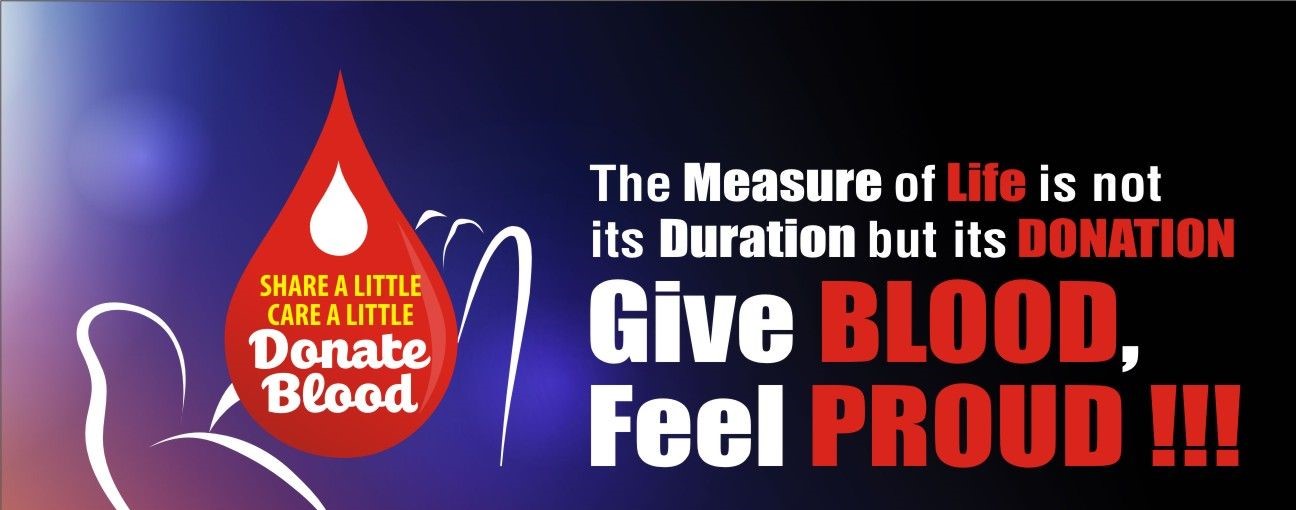 SHARE A LITTLE
CARE A LITTLE
Donate
Blood
The Measure of Life is not
its Duration but its DONATION
Give BLOOD,
Feel PROUD !!!